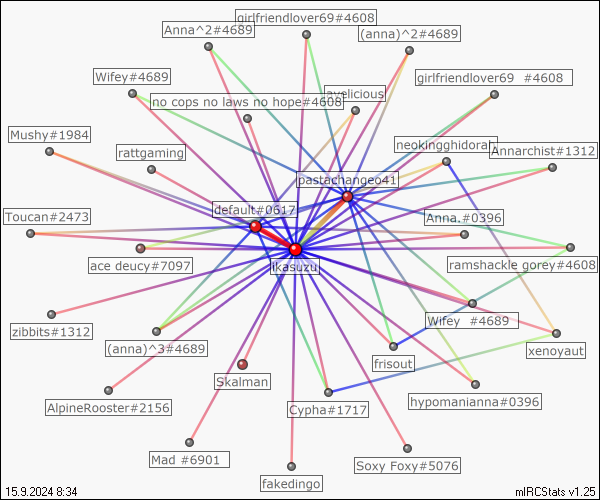 girlfriendlover69#4608
Anna^2#4689
(anna)^2#4689
Wifey#4689
girlfriendlover69 #4608
no cops no laws no hope#4608
Mushy#1984
rattgaming
neokingghidorah
Annarchist#1312
pastachangeo41
default#0617
Toucan#2473
Anna.#0396
ace deucy#7097
ikasuzu
ramshackle gorey#4608
zibbits#1312
Wifey #4689
(anna)^3#4689
xenoyaut
frisout
Skalman
AlpineRooster#2156
Cypha#1717
hypomanianna#0396
Mad #6901
Soxy Foxy#5076
fakedingo
15.9.2024 8:34
mIRCStats v1.25